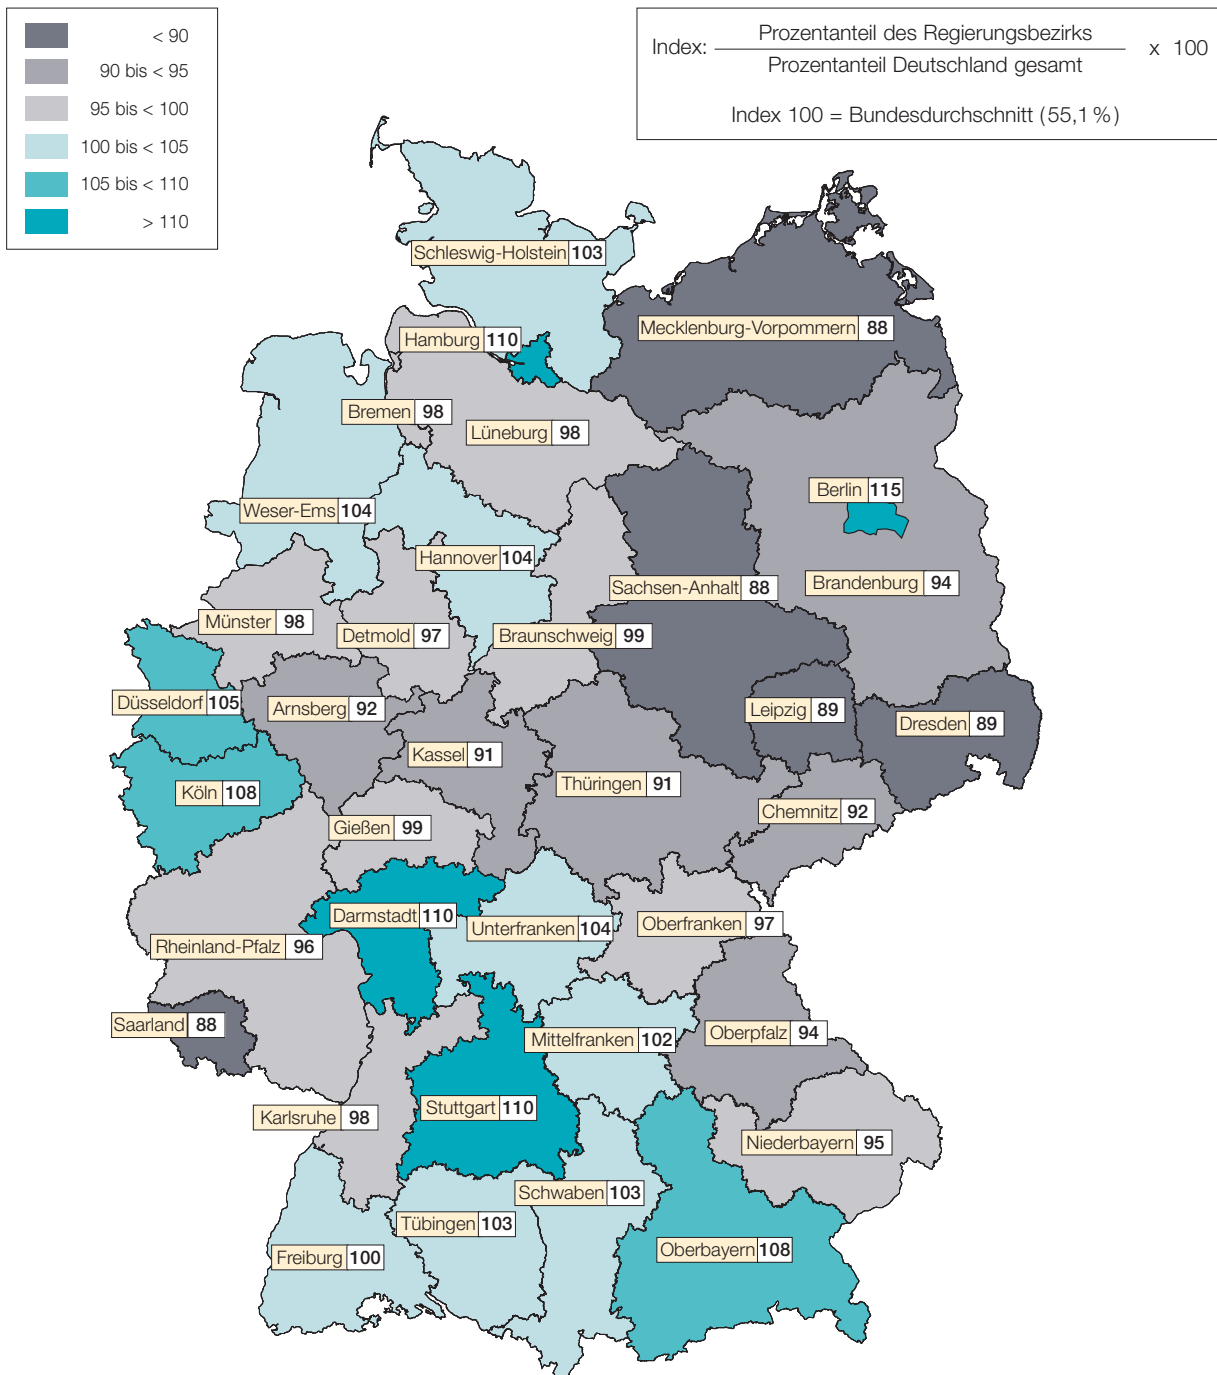 < 90
90 bis < 95
95 bis < 100
100 bis < 105
105 bis < 110
> 110
Index: Prozentanteil des Regierungsbezirks x 100
Prozentanteil Deutschland gesamt
Index 100 = Bundesdurchschnitt (55,1 %)
Schleswig-Holstein 103
Mecklenburg-Vorpommern 88
Hamburg 110
Bremen 98
Lüneburg 98
Berlin 115
Weser-Ems 104
Hannover 104
Sachsen-Anhalt 88
Brandenburg 94
Münster 98
Detmold 97
Braunschweig 99
Düsseldorf 105
Arnsberg 92
Leipzig 89
Dresden 89
Kassel 91
Thüringen 91
Köln 108
Chemnitz 92
Gießen 99
Darmstadt 110
Unterfranken 104
Oberfranken 97
Rheinland-Pfalz 96
Saarland 88
Mittelfranken 102
Oberpfalz 94
Karlsruhe 98
Stuttgart 110
Niederbayern 95
Schwaben 103
Tübingen 103
Freiburg 100
Oberbayern 108